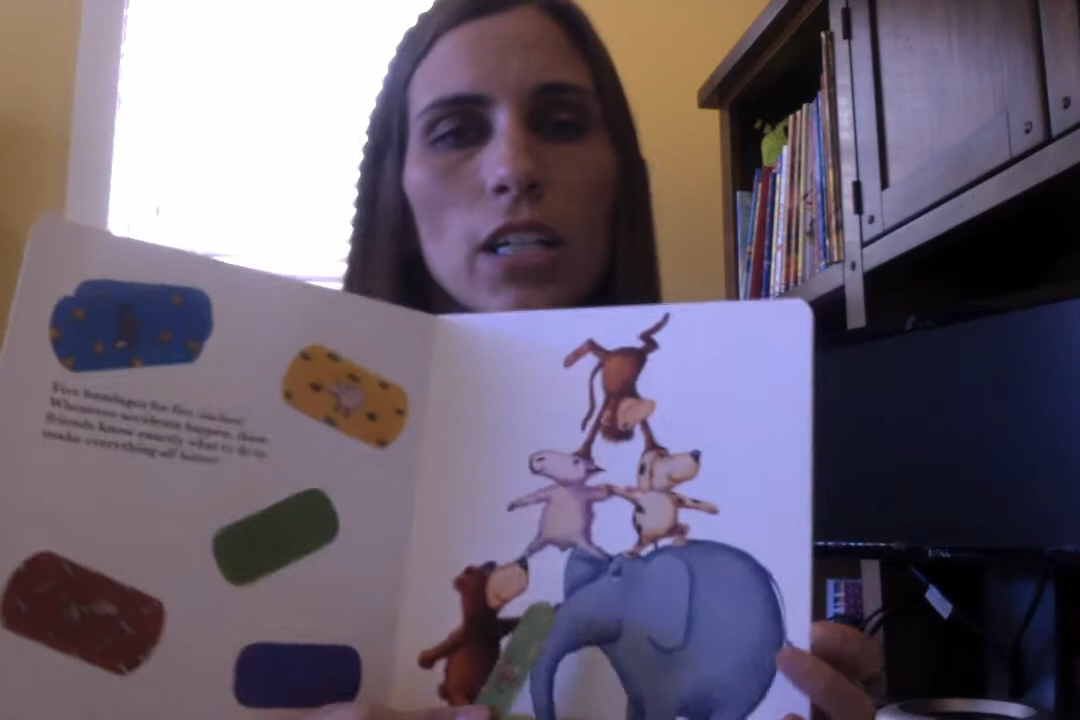 Five bandages for five
Whenever accidents happen, these
friends know exactly what to do to
make everything all better!